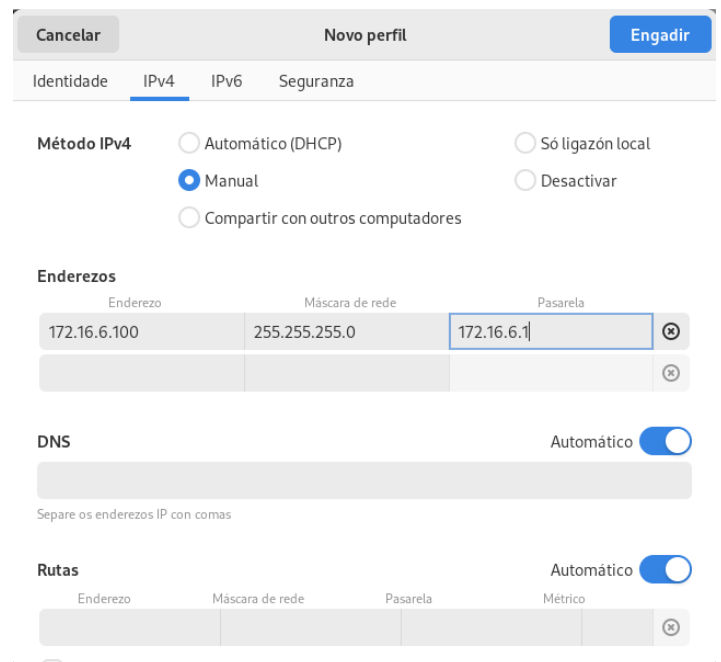 Cancelar Novo perfil Engadir
Identidade IPv4 IPv6 Seguranza
Método IPv4 Automático (DHCP) Só ligazón local
Manual Desactivar
Compartir con outros computadores
Enderezos
Enderezo Máscara de rede Pasarela
172.16.6.100 255.255.255.0 172.16.6.1
DNS Automático
Separe os enderezos IP con comas
Rutas Automático
Enderezo Máscara de rede Pasarela Métrico